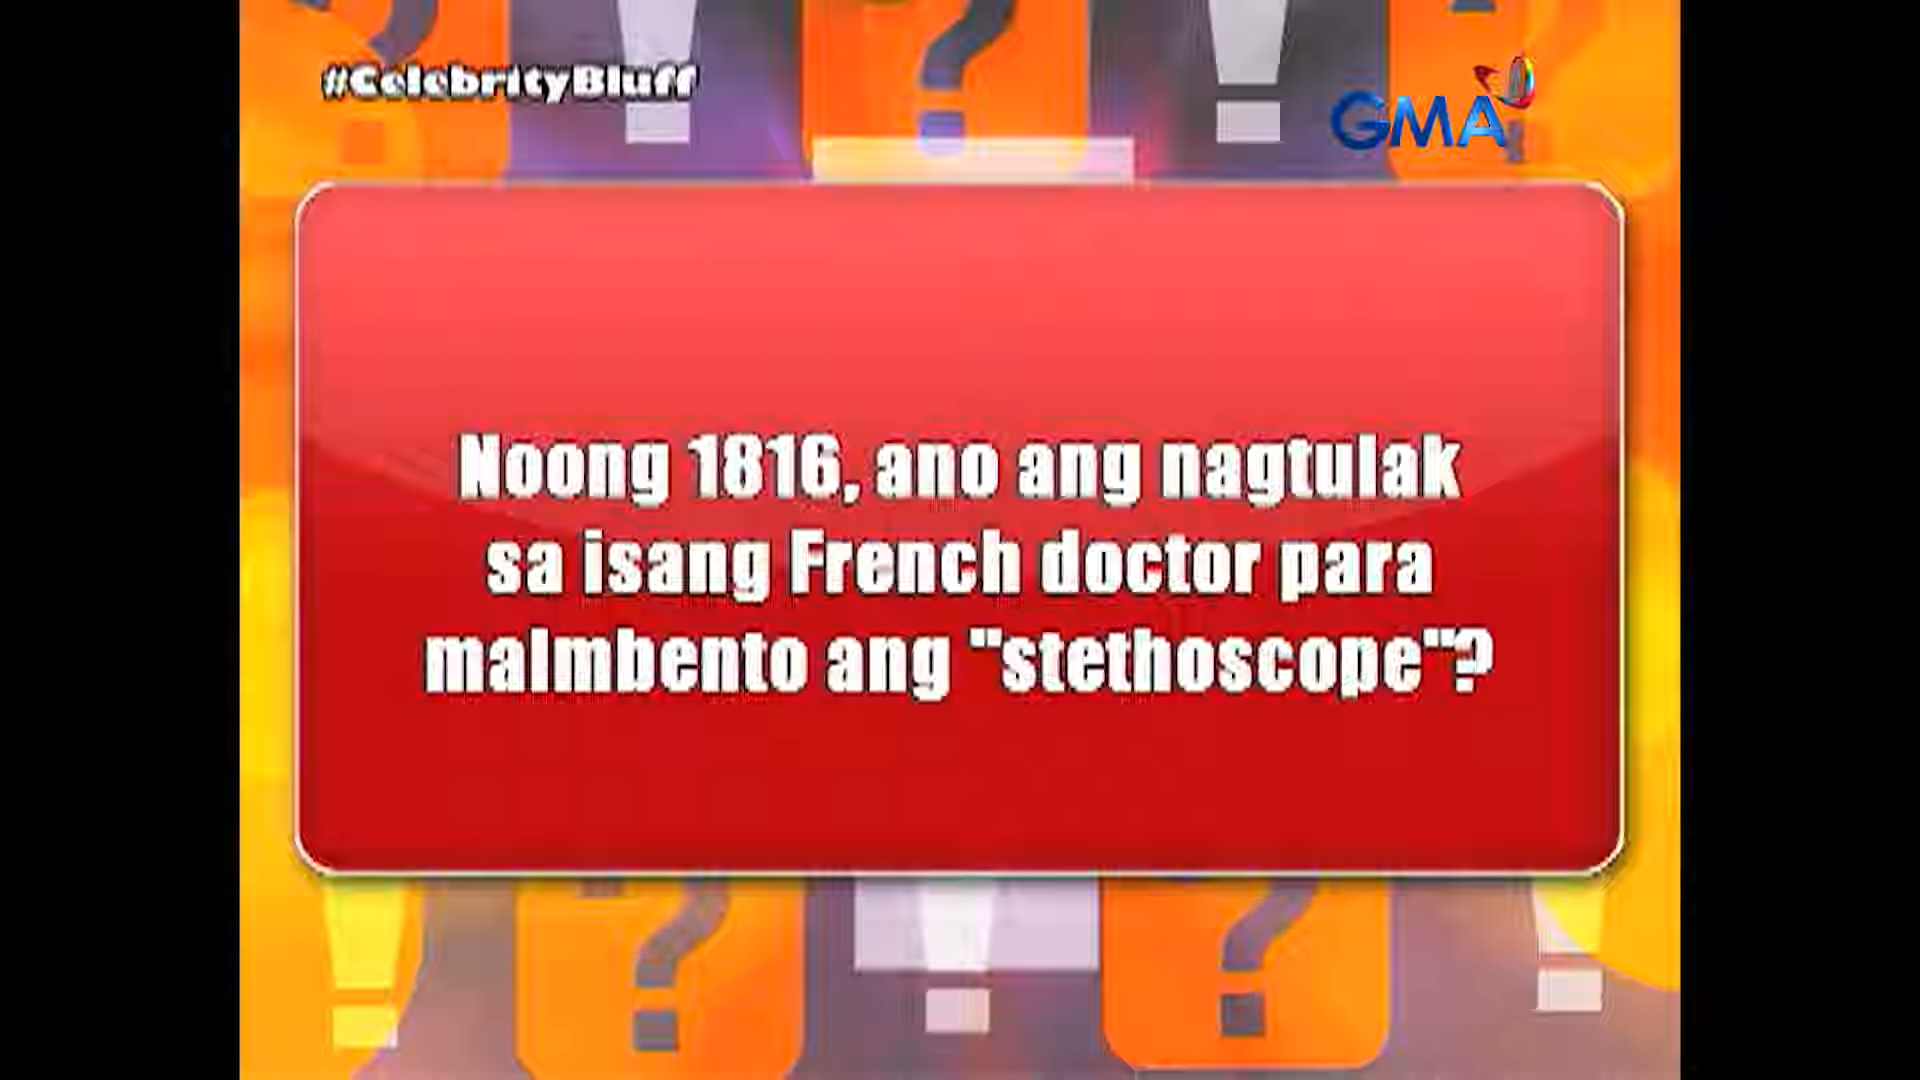 #CelebrityBluff
GMA
Noong 1816, ano ang nagtulak
sa isang French doctor para
maImbento ang "stethoscope"?